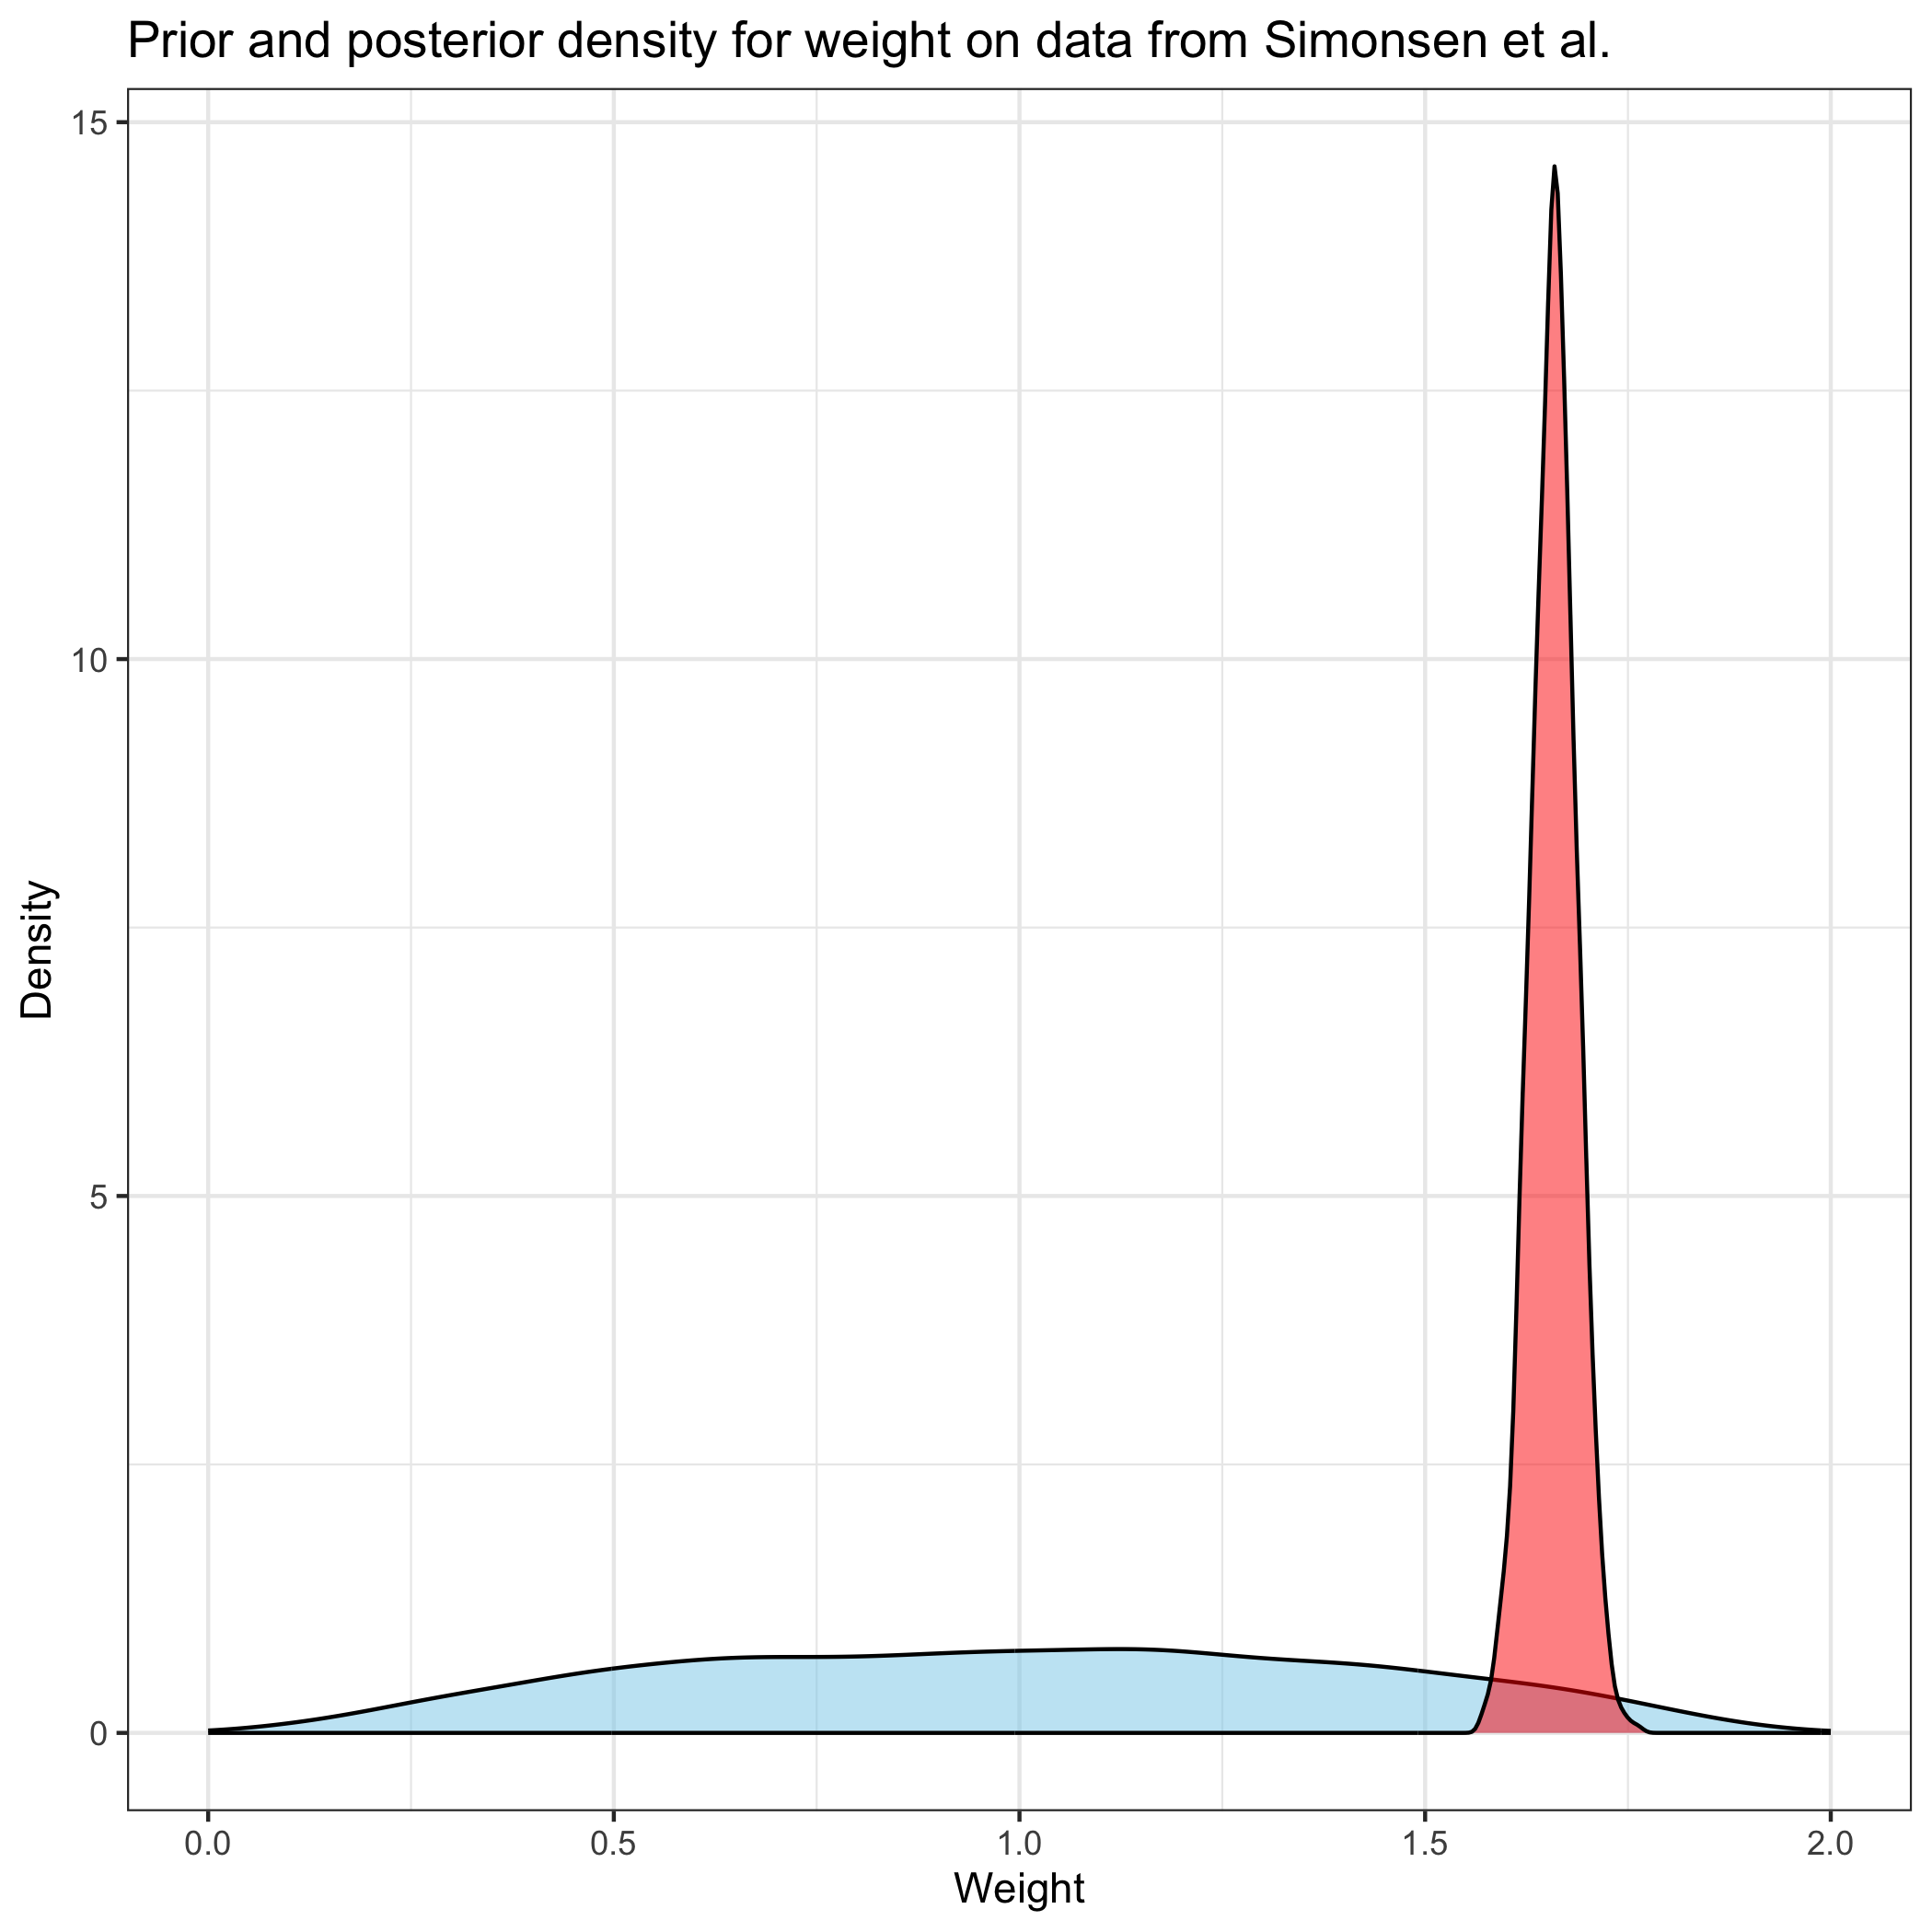 Prior and posterior density for weight on data from Simonsen et al.
15
10
5
0
Density
0.0 0.5 1.0 1.5 2.0
Weight